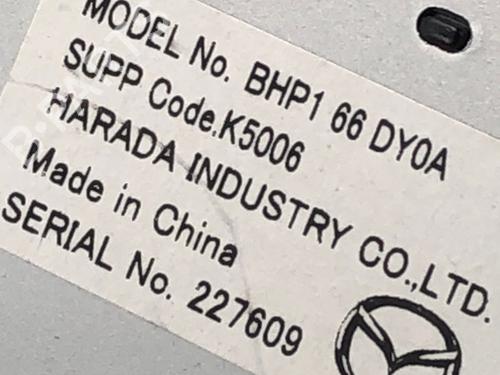 MODEL No. BHP1 66 DY0A
SUPP Code.K5006
HARADA INDUSTRY CO.,LTD.
Made in China
SERIAL No. 227609